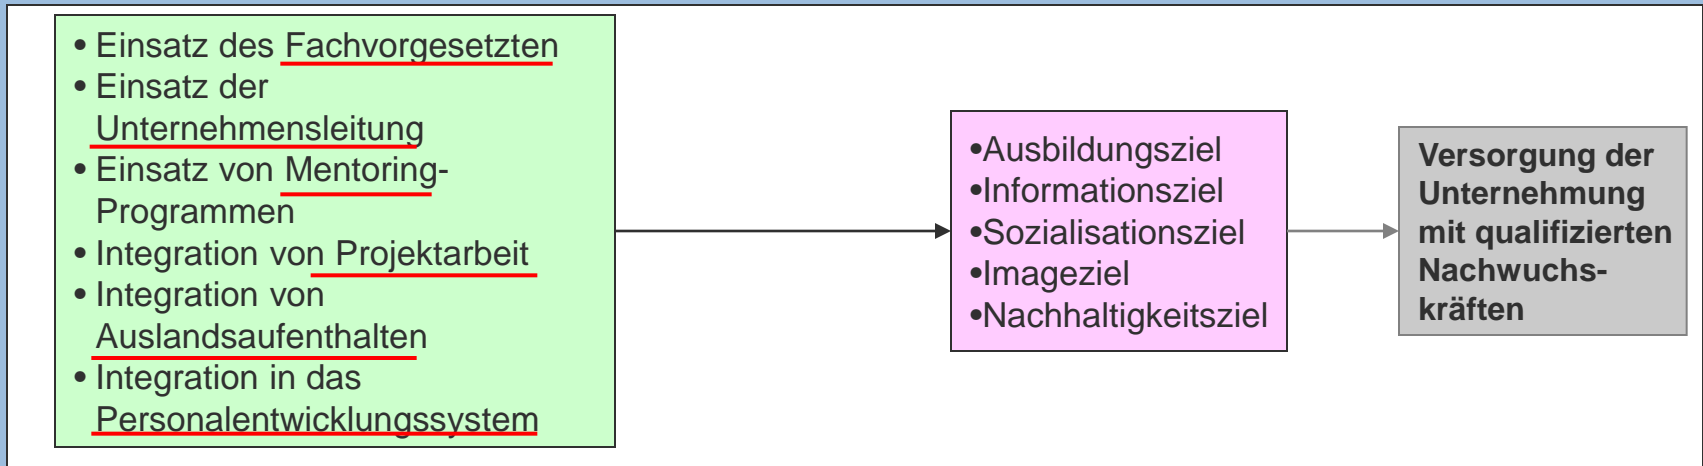 • Einsatz des Fachvorgesetzten
• Einsatz der
Unternehmensleitung
• Einsatz von Mentoring-
Programmen
• Integration von Projektarbeit
• Integration von
Auslandsaufenthalten
• Integration in das
Personalentwicklungssystem
•Ausbildungsziel
•Informationsziel
•Sozialisationsziel
•Imageziel
•Nachhaltigkeitsziel
Versorgung der
Unternehmung
mit qualifizierten
Nachwuchs-
kräften